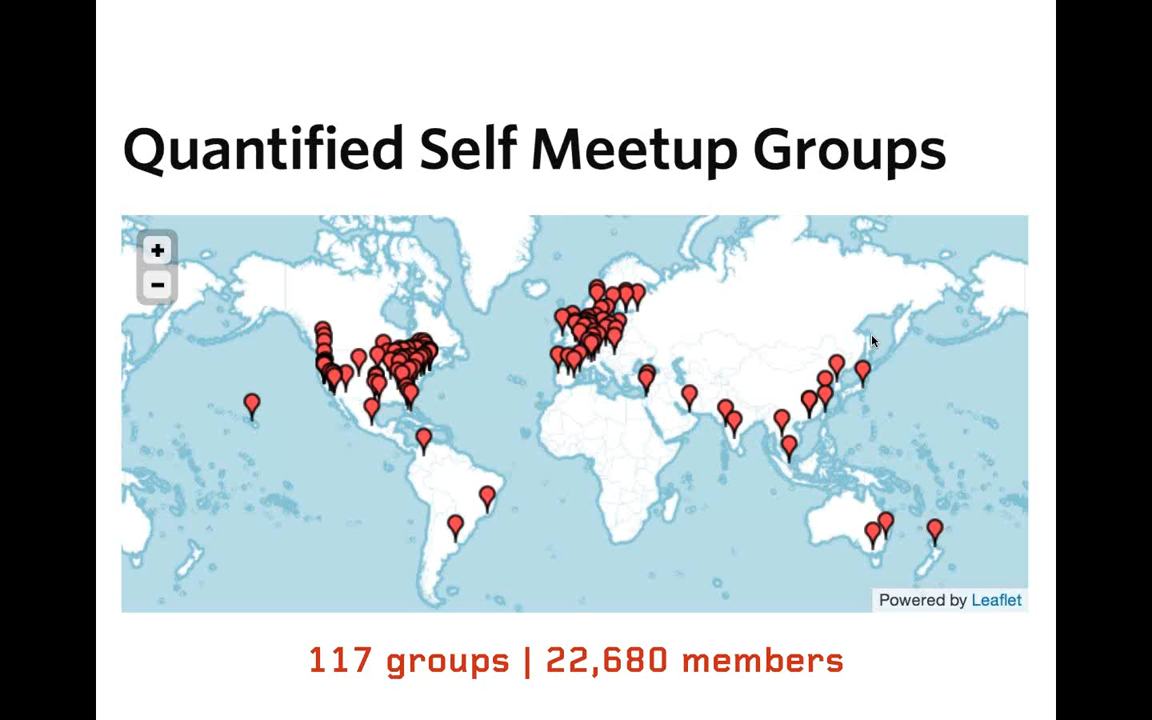 Quantified Self Meetup Groups
+
−
Powered by Leaflet
117 groups | 22,680 members